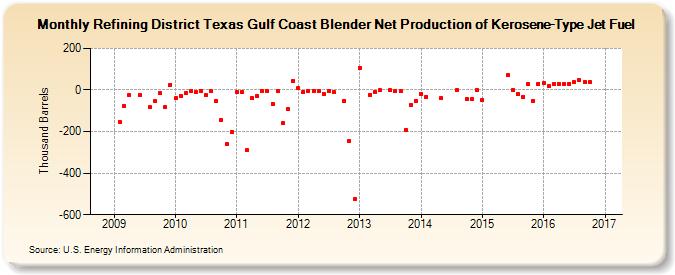 Monthly Refining District Texas Gulf Coast Blender Net Production of Kerosene-Type Jet Fuel
Thousand Barrels
200
0
-200
-400
-600
2009 2010 2011 2012 2013 2014 2015 2016 2017
Source: U.S. Energy Information Administration